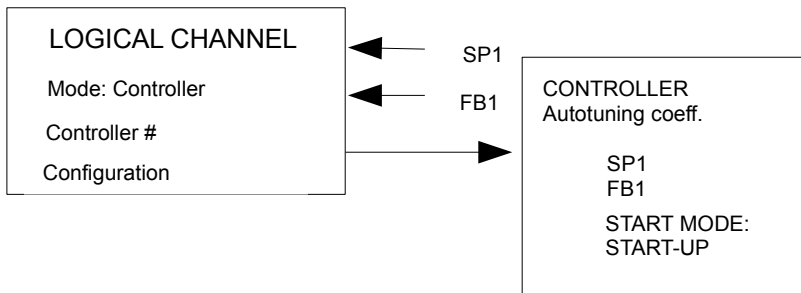 LOGICAL CHANNEL
Mode: Controller
Controller #
Configuration
SP1
FB1
CONTROLLER
Autotuning coeff.
SP1
FB1
START MODE:
START-UP